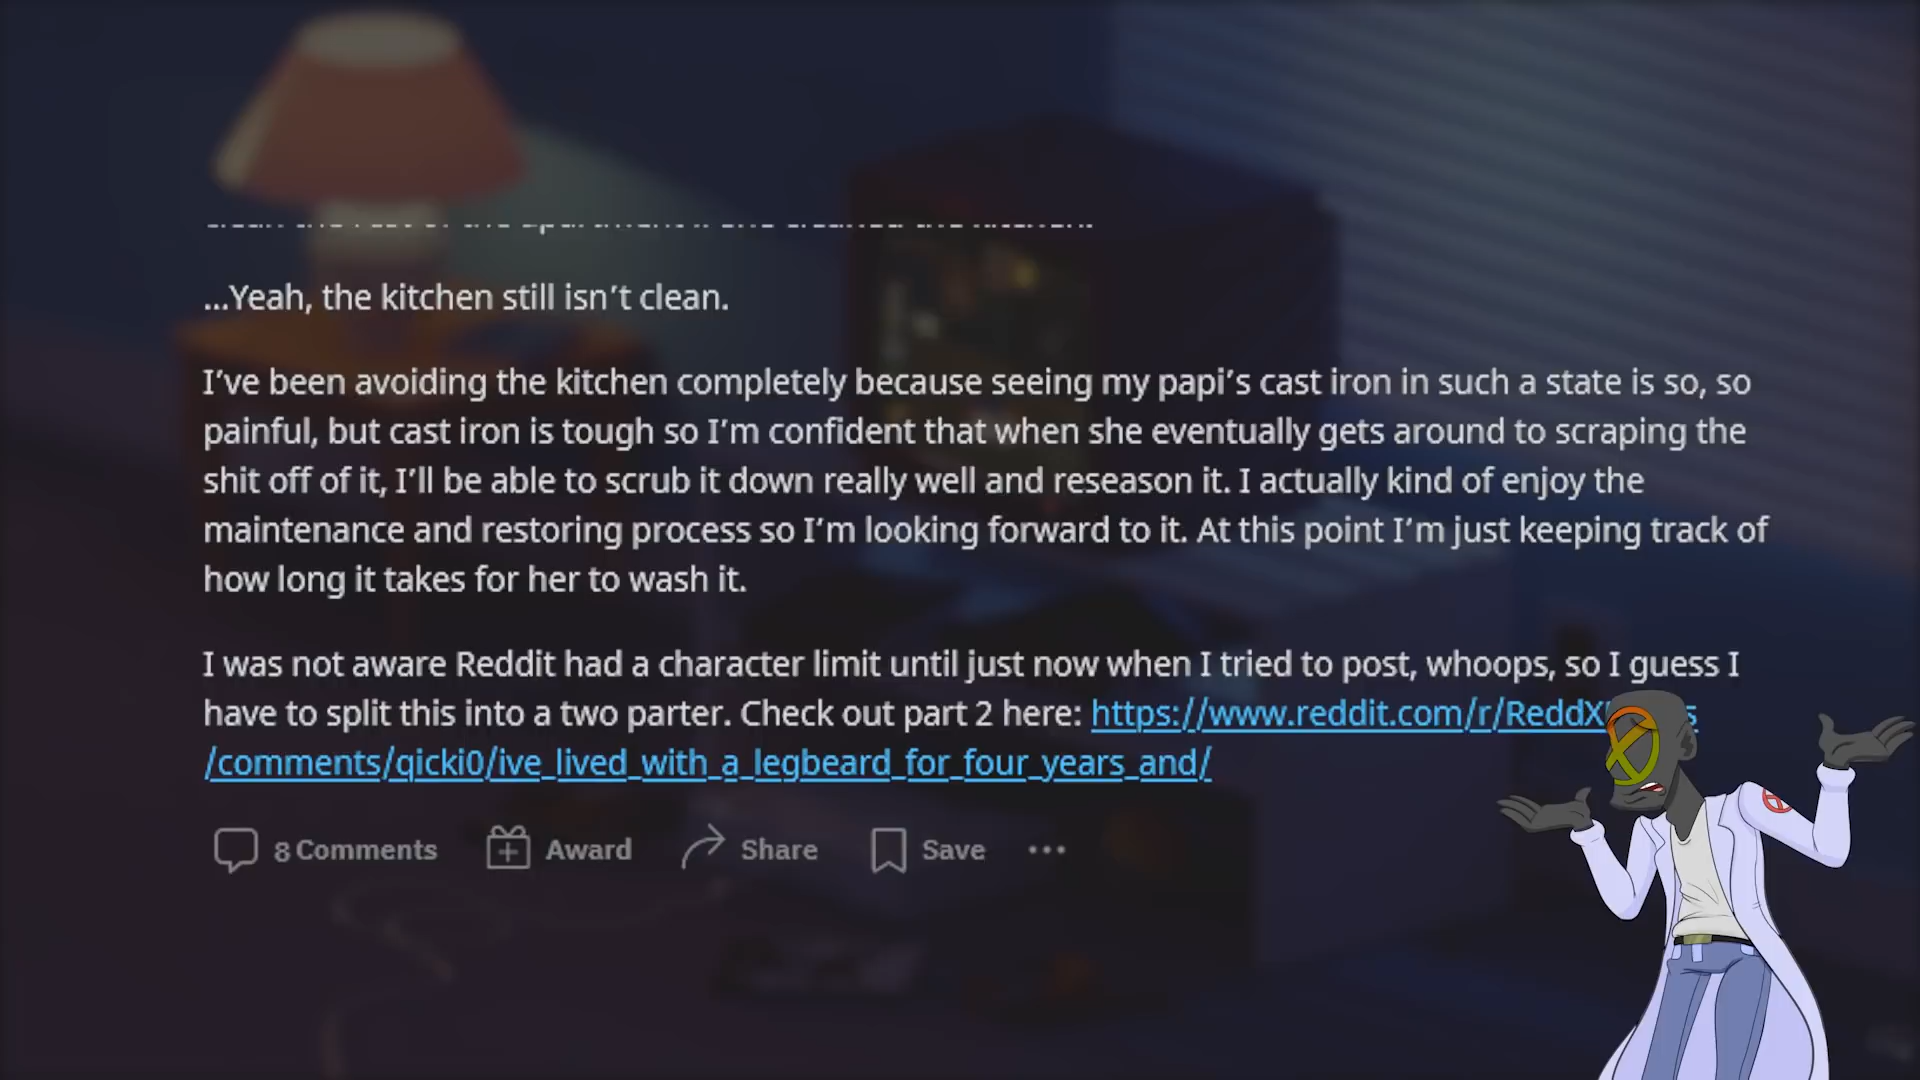 ...Yeah, the kitchen still isn't clean.
I've been avoiding the kitchen completely because seeing my papi's cast iron in such a state is so, so
painful, but cast iron is tough so I'm confident that when she eventually gets around to scraping the
shit off of it, I'll be able to scrub it down really well and reseason it. I actually kind of enjoy the
maintenance and restoring process so I'm looking forward to it. At this point I'm just keeping track of
how long it takes for her to wash it.
I was not aware Reddit had a character limit until just now when I tried to post, whoops, so I guess I
have to split this into a two parter. Check out part 2 here: https://www.reddit.com/r/ReddX
/comments/qicki0/ive_lived_with_a_legbeard_for_four_years_and/
8 Comments Award Share Save